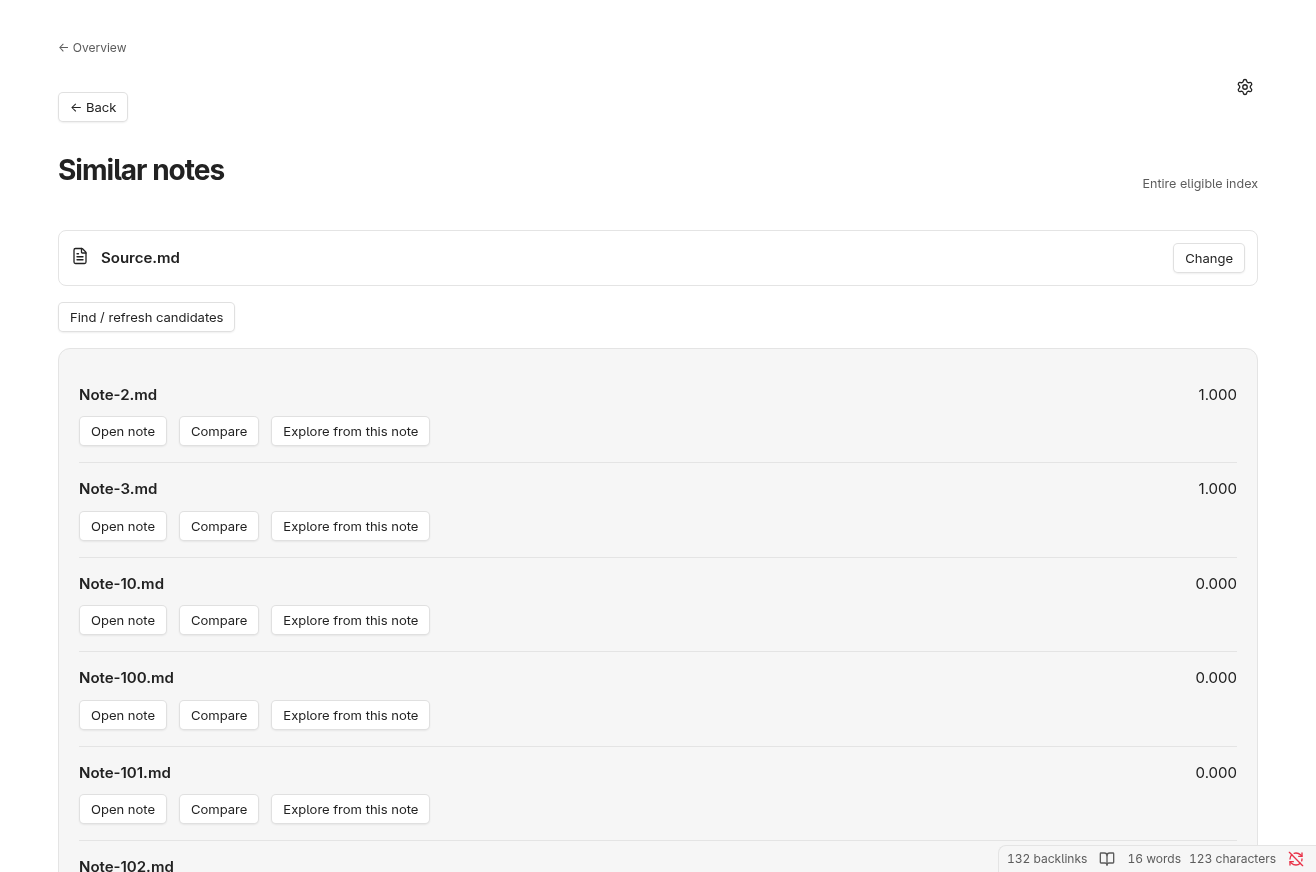 ← Overview
← Back
Similar notes
Entire eligible index
Source.md
Change
Find / refresh candidates
Note-2.md
1.000
Open note
Compare
Explore from this note
Note-3.md
1.000
Open note
Compare
Explore from this note
Note-10.md
0.000
Open note
Compare
Explore from this note
Note-100.md
0.000
Open note
Compare
Explore from this note
Note-101.md
0.000
Open note
Compare
Explore from this note
Note-102.md
132 backlinks
16 words
123 characters